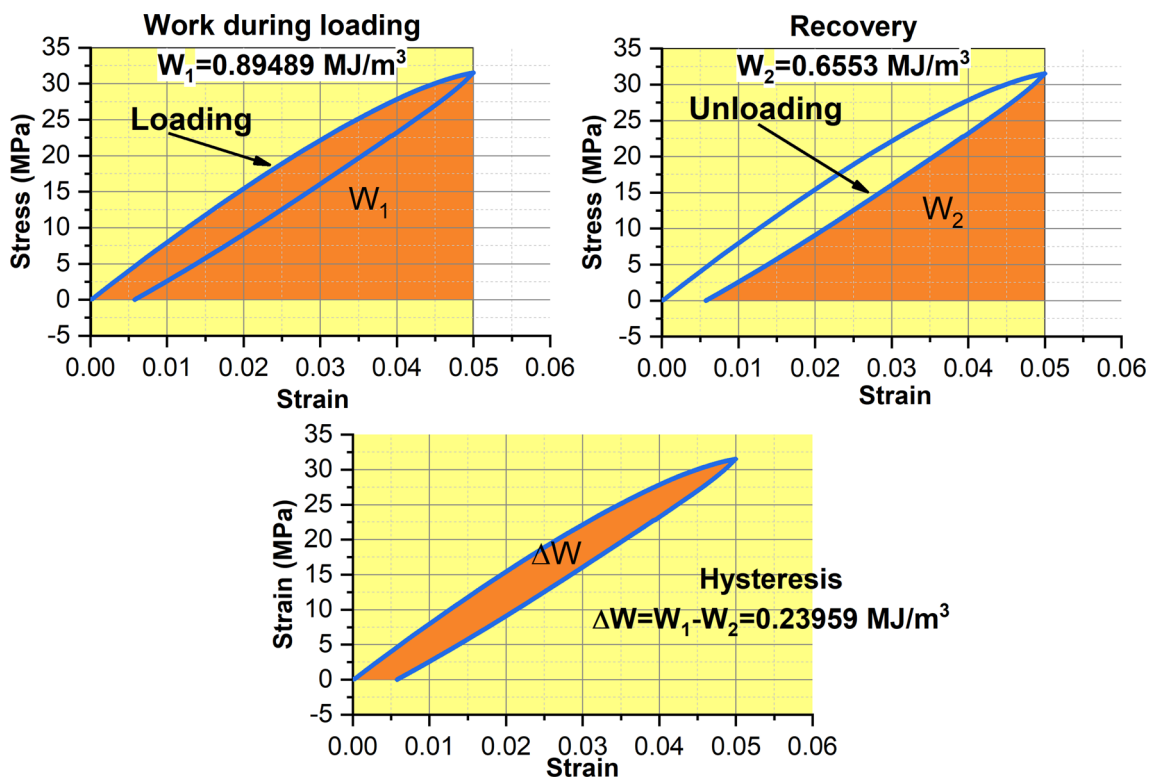 Work during loading
W₁=0.89489 MJ/m³
Loading
W₁
Stress (MPa)
35
30
25
20
15
10
5
0
-5
0.00 0.01 0.02 0.03 0.04 0.05 0.06
Strain
Recovery
W₂=0.6553 MJ/m³
Unloading
W₂
Stress (MPa)
35
30
25
20
15
10
5
0
-5
0.00 0.01 0.02 0.03 0.04 0.05 0.06
Strain
35
30
25
20
15
10
5
0
-5
Strain (MPa)
ΔW
Hysteresis
ΔW=W₁-W₂=0.23959 MJ/m³
0.00 0.01 0.02 0.03 0.04 0.05 0.06
Strain